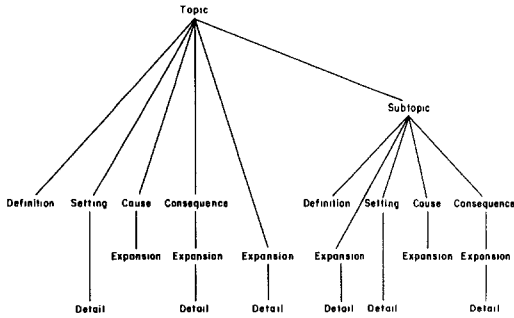 Topic
Subtopic
Definition Setting Cause Consequence Definition Setting Cause Consequence
Expansion Expansion Expansion Expansion Expansion Expansion
Detail Detail Detail Detail Detail Detail